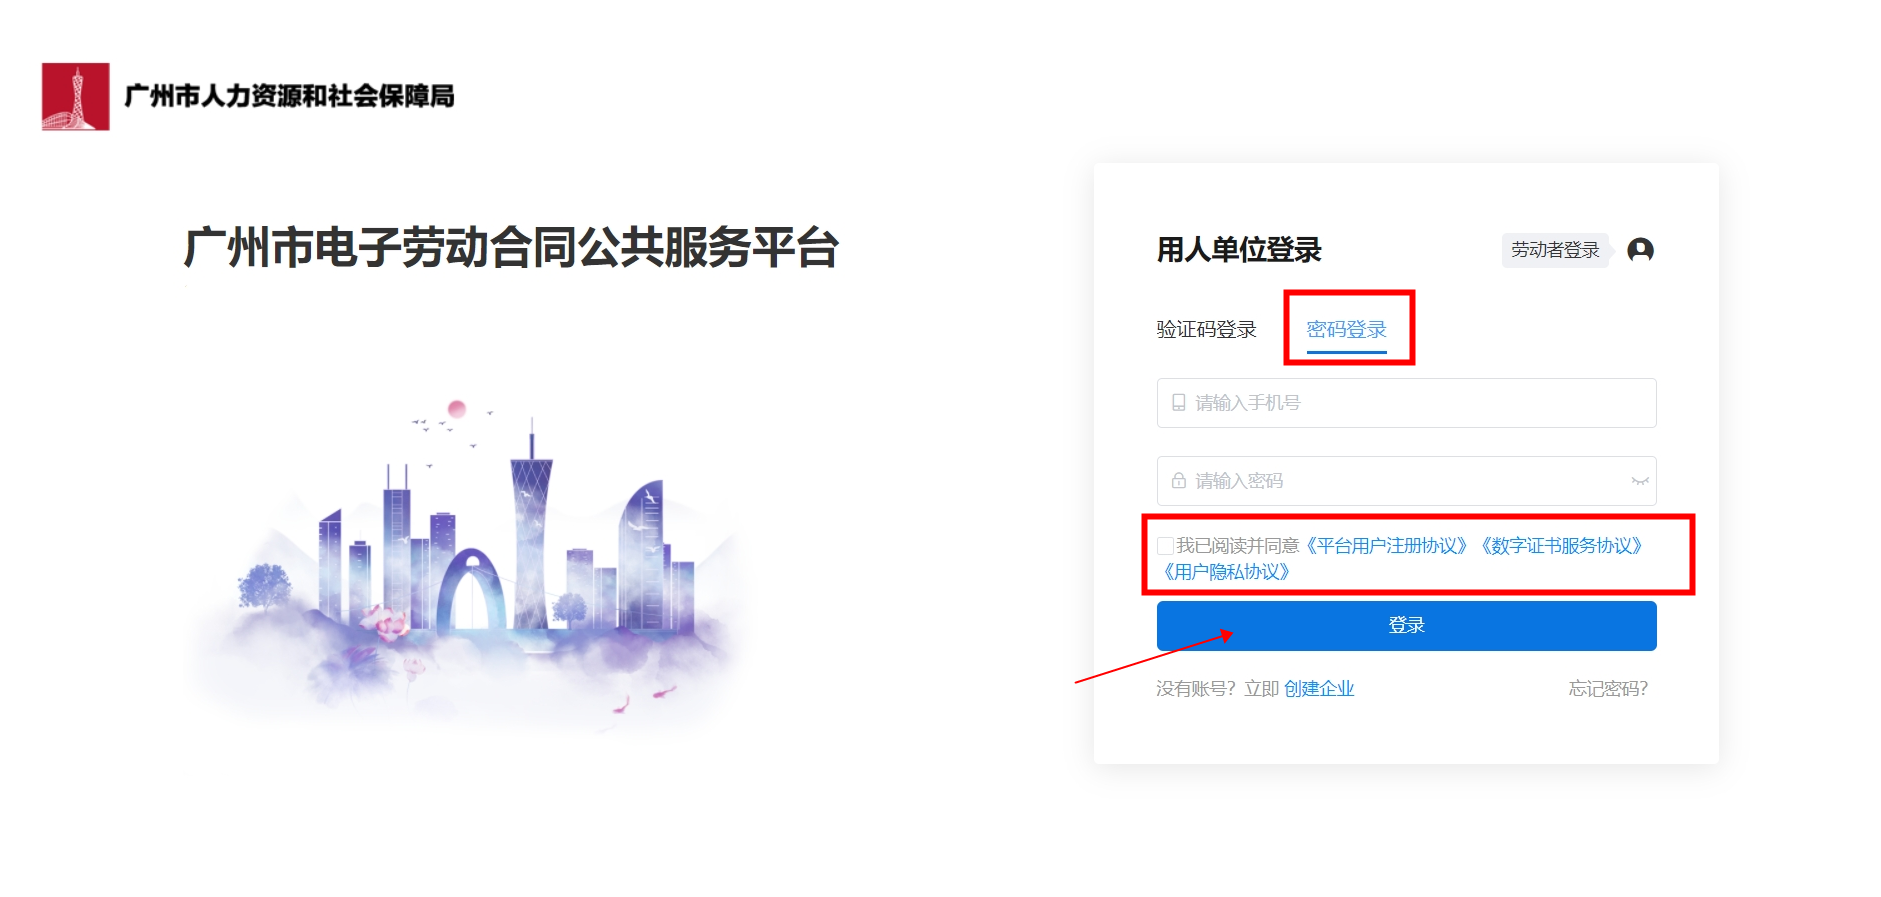 广州市人力资源和社会保障局
广州市电子劳动合同公共服务平台
用人单位登录
劳动者登录
验证码登录
密码登录
请输入手机号
请输入密码
我已阅读并同意《平台用户注册协议》《数字证书服务协议》
《用户隐私协议》
登录
没有账号？立即 创建企业
忘记密码？